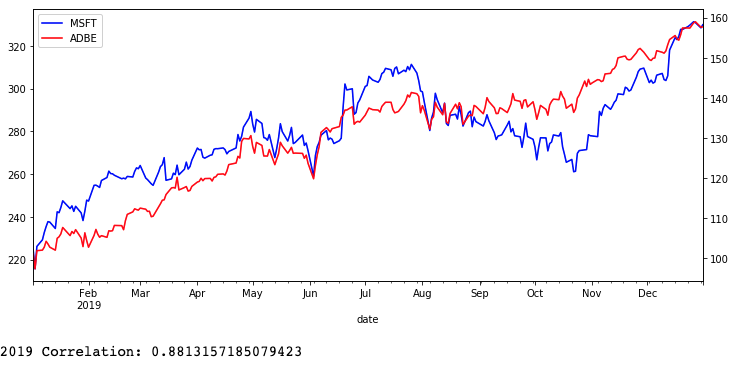 MSFT
ADBE
320
300
280
260
240
220
160
150
140
130
120
110
100
Feb
2019
Mar
Apr
May
Jun
Jul
Aug
Sep
Oct
Nov
Dec
date
2019 Correlation: 0.8813157185079423